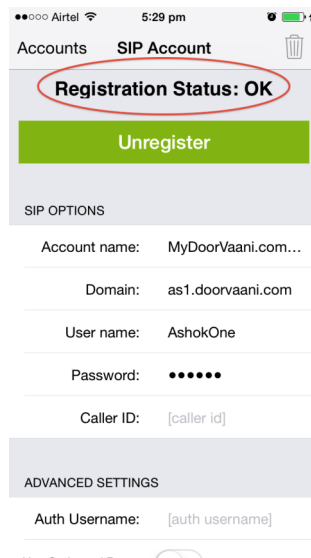 Airtel 5:29 pm
Accounts SIP Account
Registration Status: OK
Unregister
SIP OPTIONS
Account name: MyDoorVaani.com...
Domain: as1.doorvaani.com
User name: AshokOne
Password: ●●●●●●
Caller ID: [caller id]
ADVANCED SETTINGS
Auth Username: [auth username]